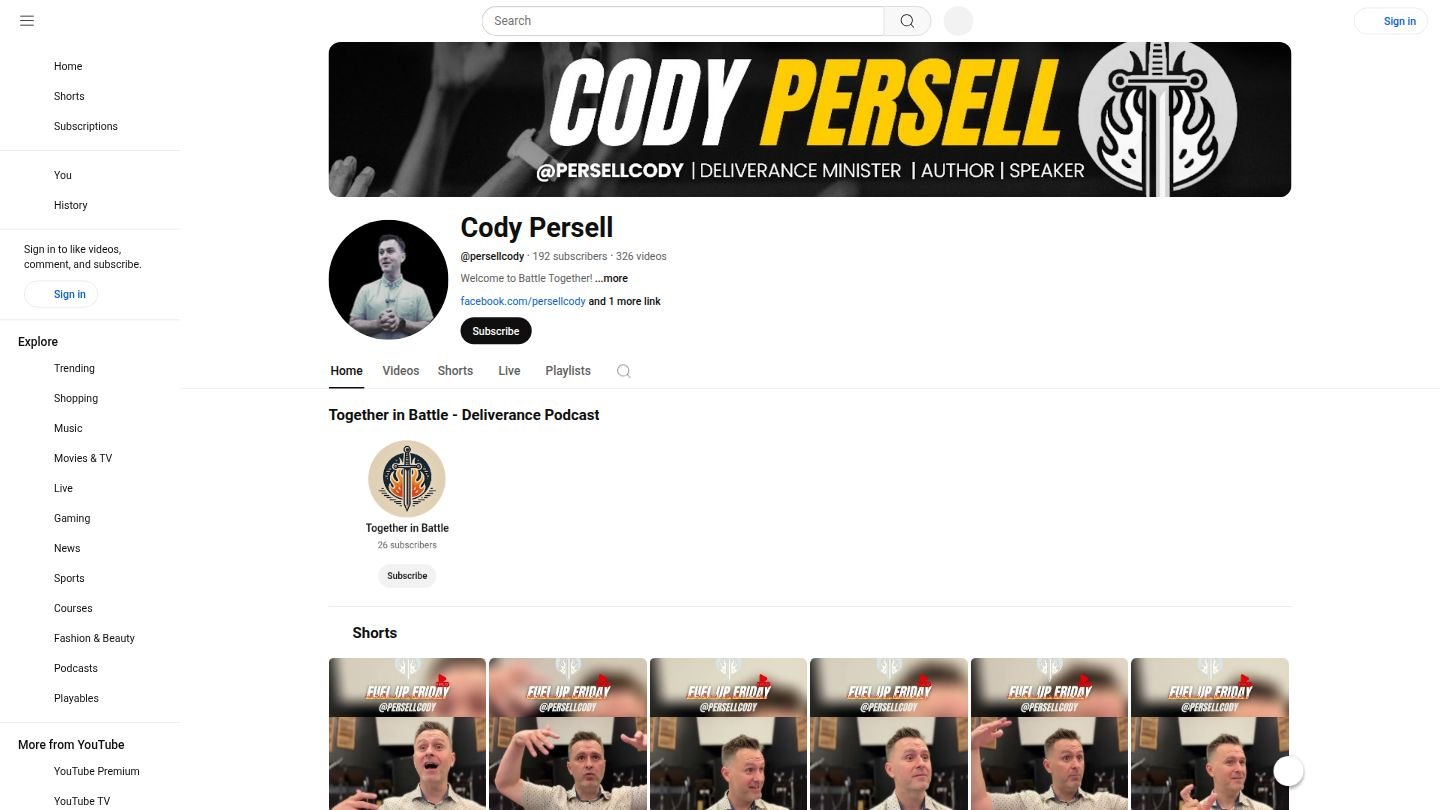 Search
Sign in
Home
Shorts
Subscriptions
You
History
Sign in to like videos,
comment, and subscribe.
Sign in
Explore
Trending
Shopping
Music
Movies & TV
Live
Gaming
News
Sports
Courses
Fashion & Beauty
Podcasts
Playables
More from YouTube
YouTube Premium
YouTube TV
CODY PERSELL
@PERSELLCODY | DELIVERANCE MINISTER | AUTHOR | SPEAKER
Cody Persell
@persellcody · 192 subscribers · 326 videos
Welcome to Battle Together! ...more
facebook.com/persellcody and 1 more link
Subscribe
Home Videos Shorts Live Playlists
Together in Battle - Deliverance Podcast
Together in Battle
26 subscribers
Subscribe
Shorts
FUEL UP FRIDAY
@PERSELLCODY
FUEL UP FRIDAY
@PERSELLCODY
FUEL UP FRIDAY
@PERSELLCODY
FUEL UP FRIDAY
@PERSELLCODY
FUEL UP FRIDAY
@PERSELLCODY
FUEL UP FRIDAY
@PERSELLCODY